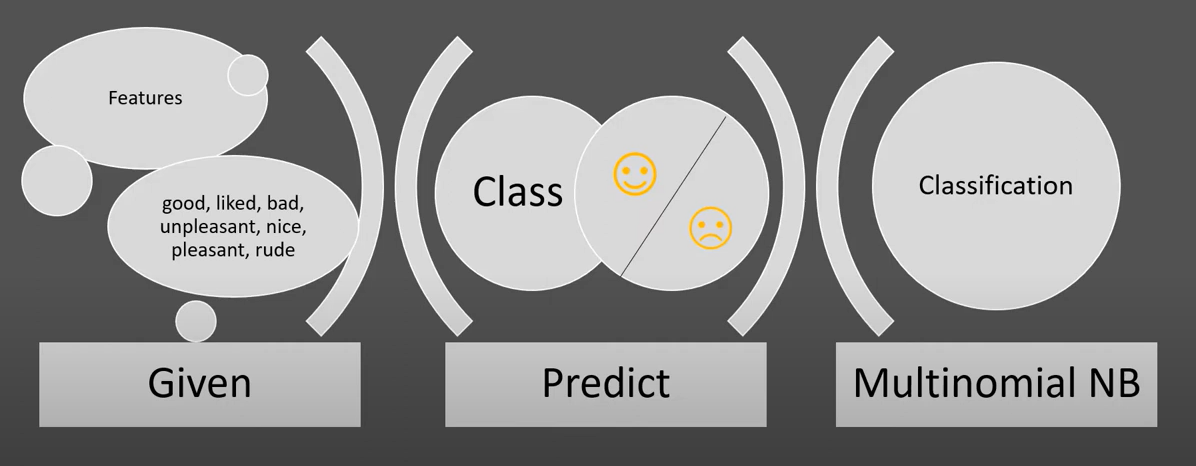 Features
good, liked, bad,
unpleasant, nice,
pleasant, rude
Given
Class
Predict
Classification
Multinomial NB